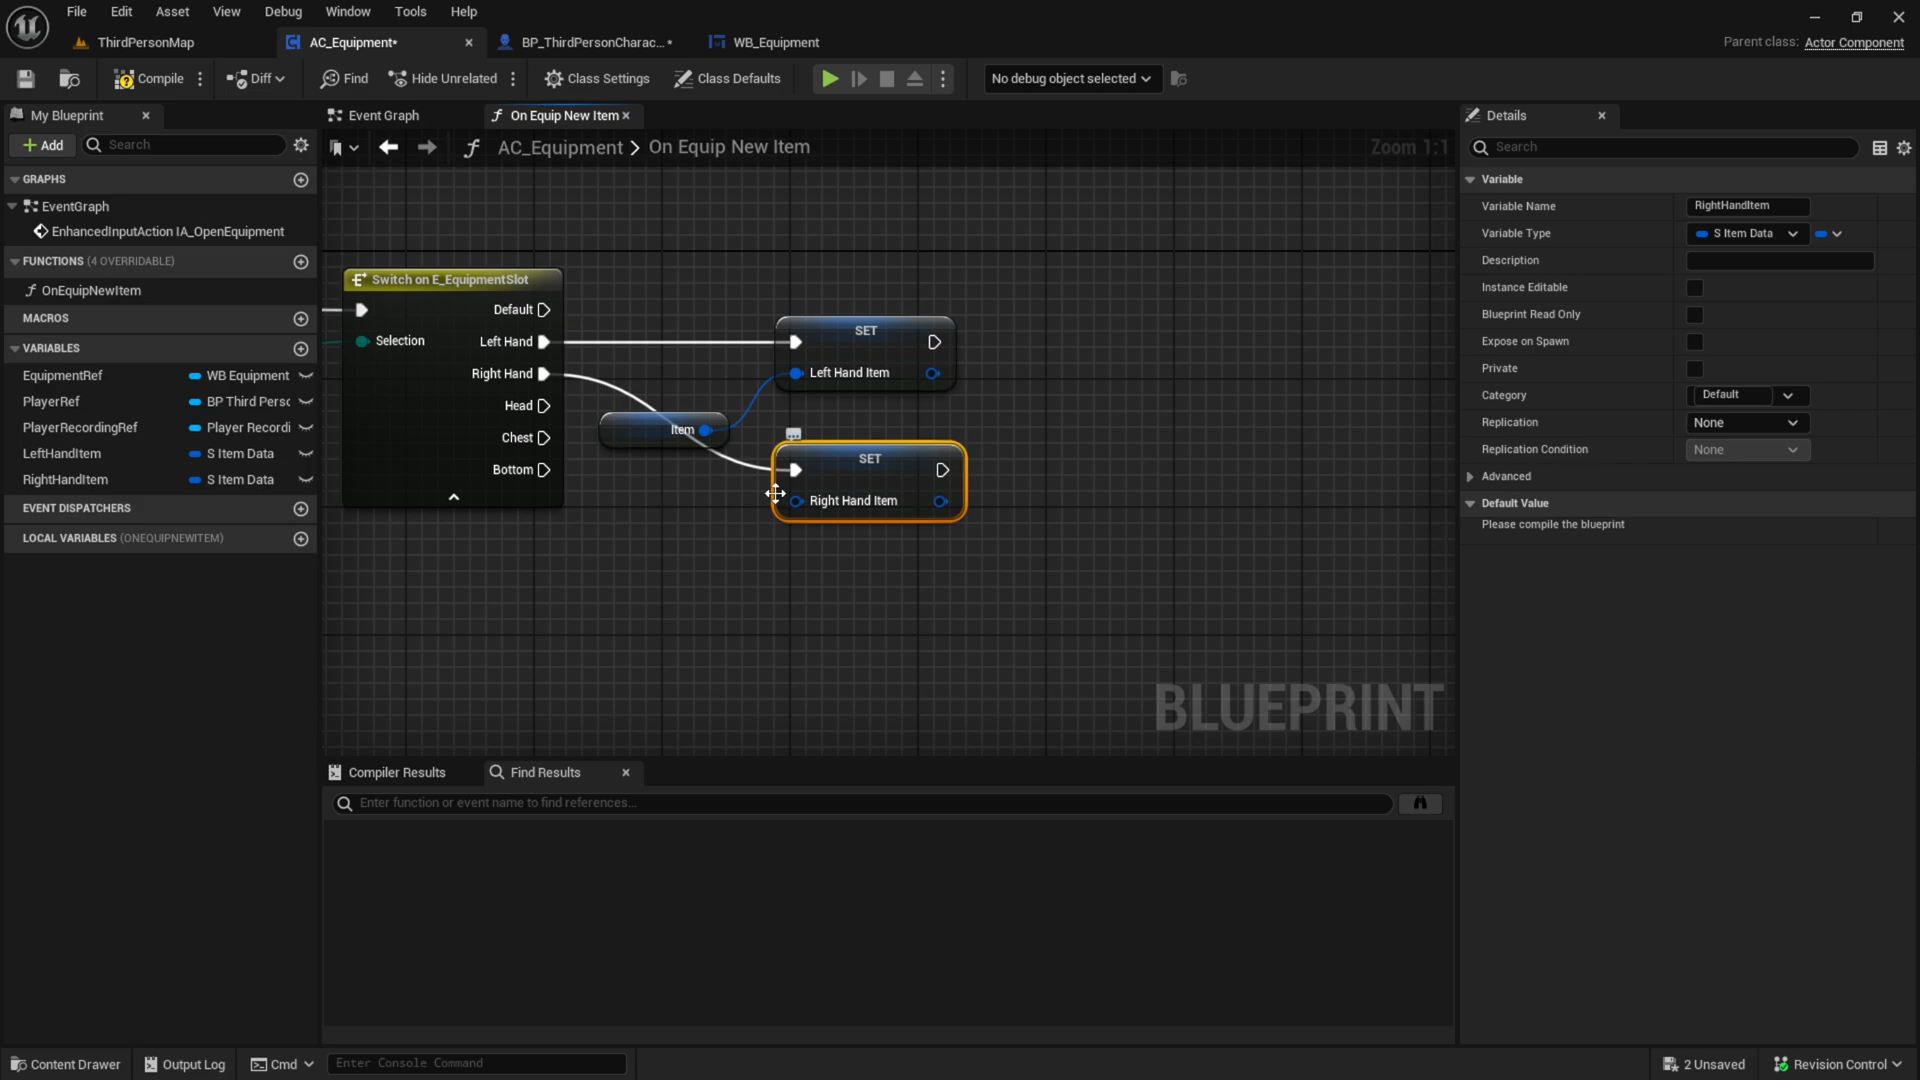 File Edit View Asset Debug Window Tools Help
ThirdPersonMap
AC_Equipment*
BP_ThirdPersonCharac...*
WB_Equipment
Parent class: Actor Component
Compile
Diff
Find
Hide Unrelated
Class Settings
Class Defaults
No debug object selected
My Blueprint
Add
Search
GRAPHS
EventGraph
EnhancedInputAction IA_OpenEquipment
FUNCTIONS (4 OVERRIDABLE)
OnEquipNewItem
MACROS
VARIABLES
EquipmentRef WB Equipment
PlayerRef BP Third Perso
PlayerRecordingRef Player Recordi
LeftHandItem S Item Data
RightHandItem S Item Data
EVENT DISPATCHERS
LOCAL VARIABLES (ONEQUIPNEWITEM)
Event Graph
On Equip New Item
AC_Equipment > On Equip New Item
Zoom 1:1
Switch on E_EquipmentSlot
Default
Selection Left Hand
Right Hand
Head
Chest
Bottom
Item
SET
Left Hand Item
SET
Right Hand Item
BLUEPRINT
Compiler Results
Find Results
Enter function or event name to find references...
Details
Search
Variable
Variable Name RightHandItem
Variable Type S Item Data
Description
Instance Editable
Blueprint Read Only
Expose on Spawn
Private
Category Default
Replication None
Replication Condition None
Advanced
Default Value
Please compile the blueprint
Content Drawer
Output Log
Cmd
Enter Console Command
2 Unsaved
Revision Control